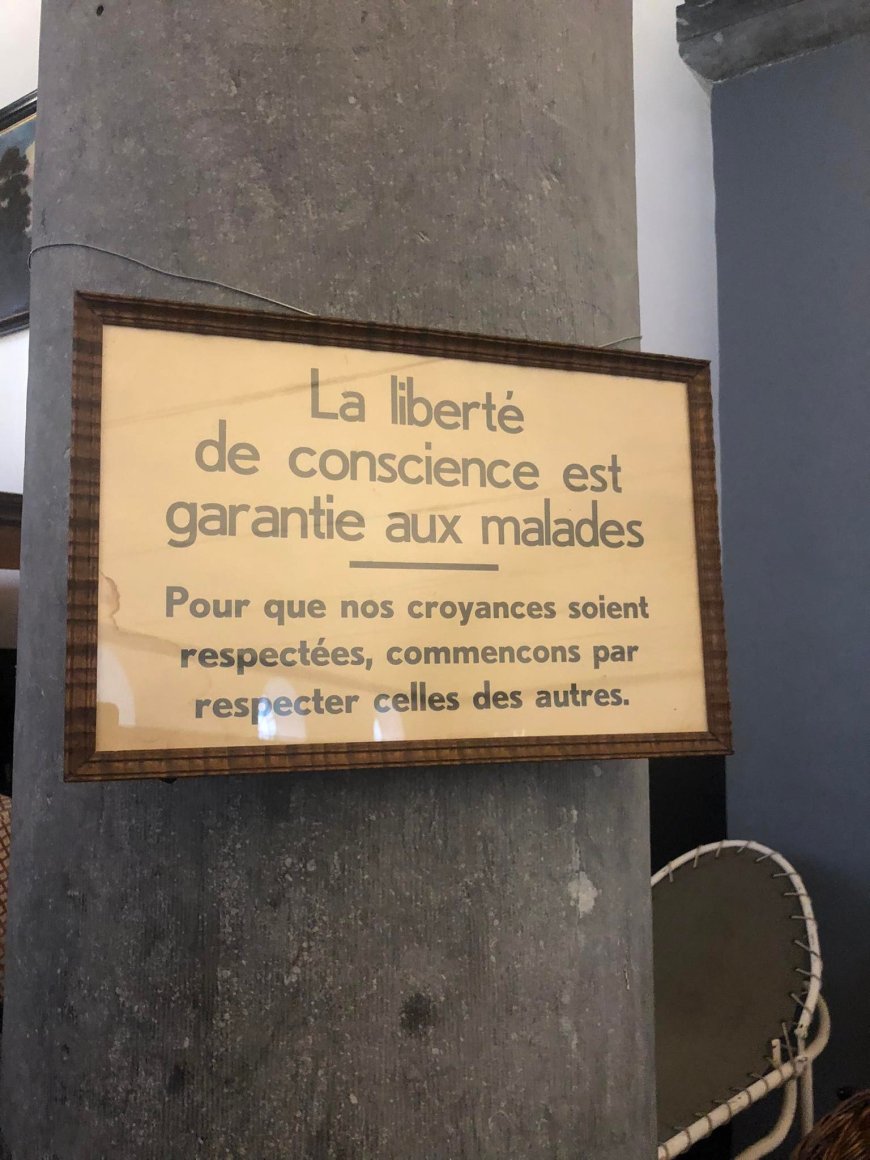 La liberté
de conscience est
garantie aux malades
Pour que nos croyances soient
respectées, commencons par
respecter celles des autres.